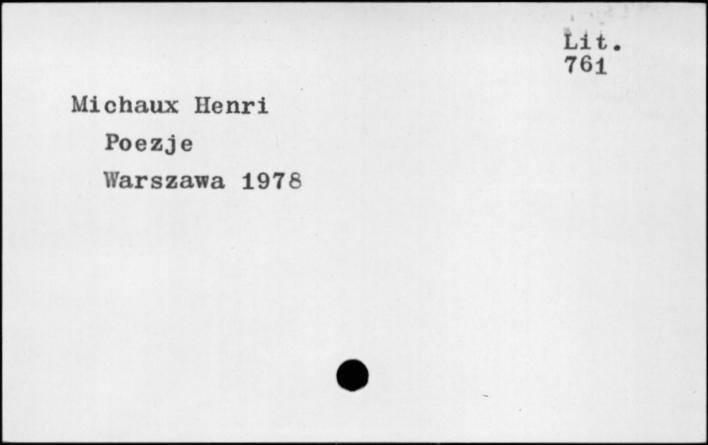 Lit.
761
Michaux Henri
Poezje
Warszawa 1978